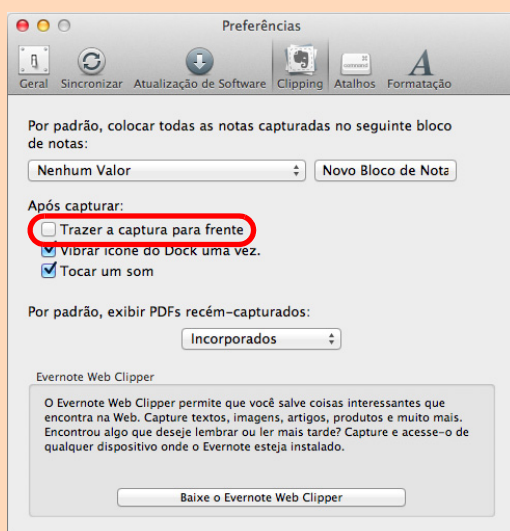 Preferências
Geral Sincronizar Atualização de Software Clipping Atalhos Formatação
Por padrão, colocar todas as notas capturadas no seguinte bloco
de notas:
Nenhum Valor Novo Bloco de Nota
Após capturar:
Trazer a captura para frente
Vibrar ícone do Dock uma vez.
Tocar um som
Por padrão, exibir PDFs recém-capturados:
Incorporados
Evernote Web Clipper
O Evernote Web Clipper permite que você salve coisas interessantes que
encontra na Web. Capture textos, imagens, artigos, produtos e muito mais.
Encontrou algo que deseje lembrar ou ler mais tarde? Capture e acesse-o de
qualquer dispositivo onde o Evernote esteja instalado.
Baixe o Evernote Web Clipper